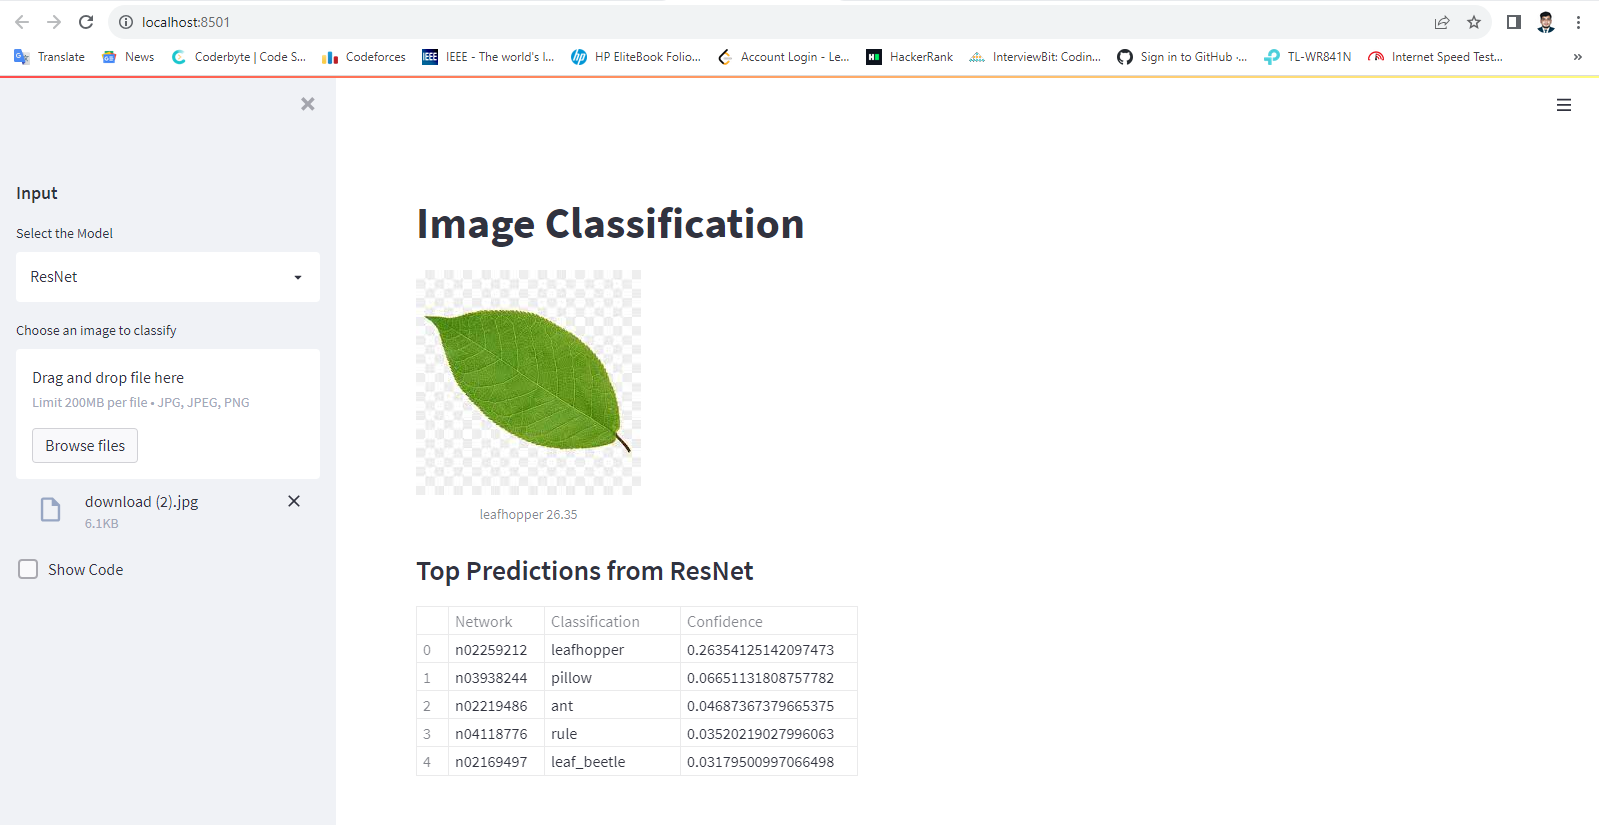 localhost:8501
Translate News Coderbyte | Code S... Codeforces IEEE IEEE - The world's l... hp HP EliteBook Folio... Account Login - Le... HackerRank InterviewBit: Codin... Sign in to GitHub ·... TL-WR841N Internet Speed Test... »
Input
Select the Model
ResNet
Choose an image to classify
Drag and drop file here
Limit 200MB per file • JPG, JPEG, PNG
Browse files
download (2).jpg
6.1KB
Show Code
Image Classification
leafhopper 26.35
Top Predictions from ResNet
Network Classification Confidence
0 n02259212 leafhopper 0.26354125142097473
1 n03938244 pillow 0.06651131808757782
2 n02219486 ant 0.04687367379665375
3 n04118776 rule 0.03520219027996063
4 n02169497 leaf_beetle 0.03179500997066498